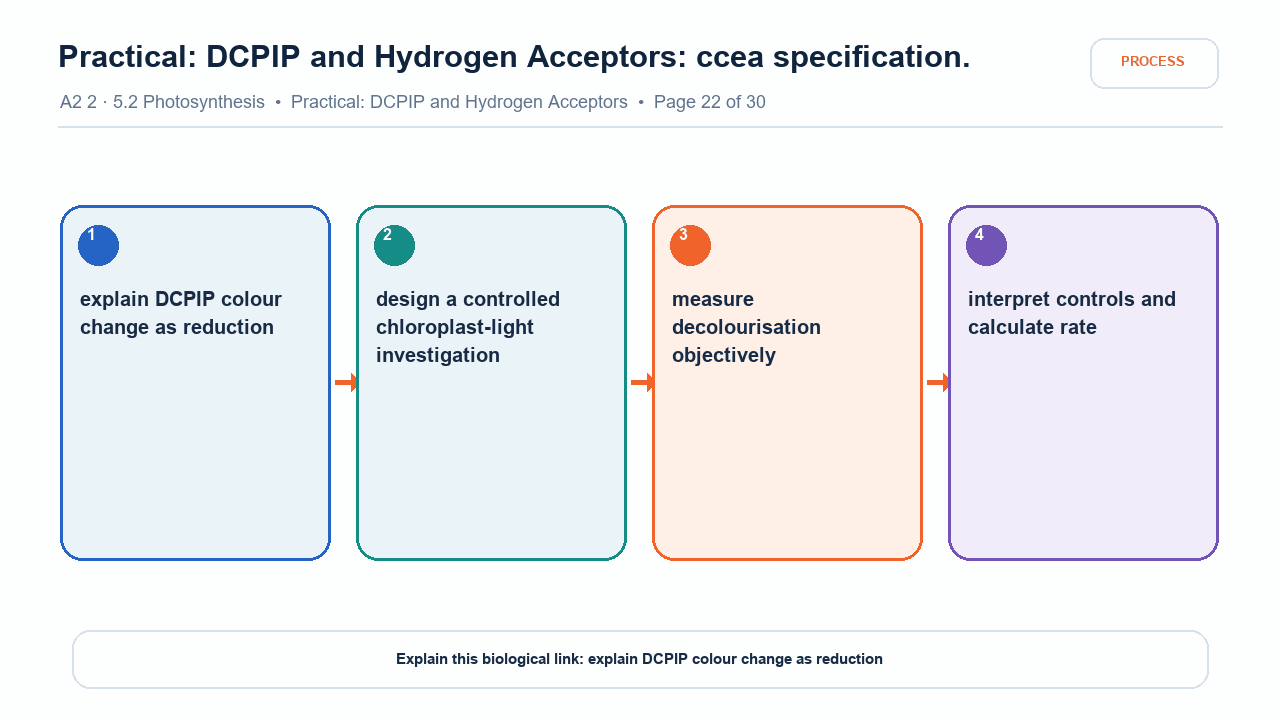 Practical: DCPIP and Hydrogen Acceptors: ccea specification.
PROCESS
A2 2 · 5.2 Photosynthesis • Practical: DCPIP and Hydrogen Acceptors • Page 22 of 30
1
explain DCPIP colour
change as reduction
2
design a controlled
chloroplast-light
investigation
3
measure
decolourisation
objectively
4
interpret controls and
calculate rate
Explain this biological link: explain DCPIP colour change as reduction